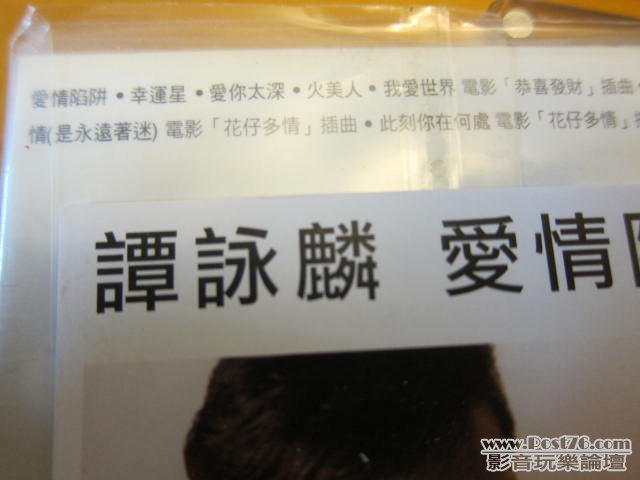 愛情陷阱•幸運星•愛你太深•火美人•我愛世界 電影「恭喜發財」插曲•
情(是永遠著迷) 電影「花仔多情」插曲•此刻你在何處 電影「花仔多情」
譚詠麟 愛情
www.Post76.com
影音玩樂論壇